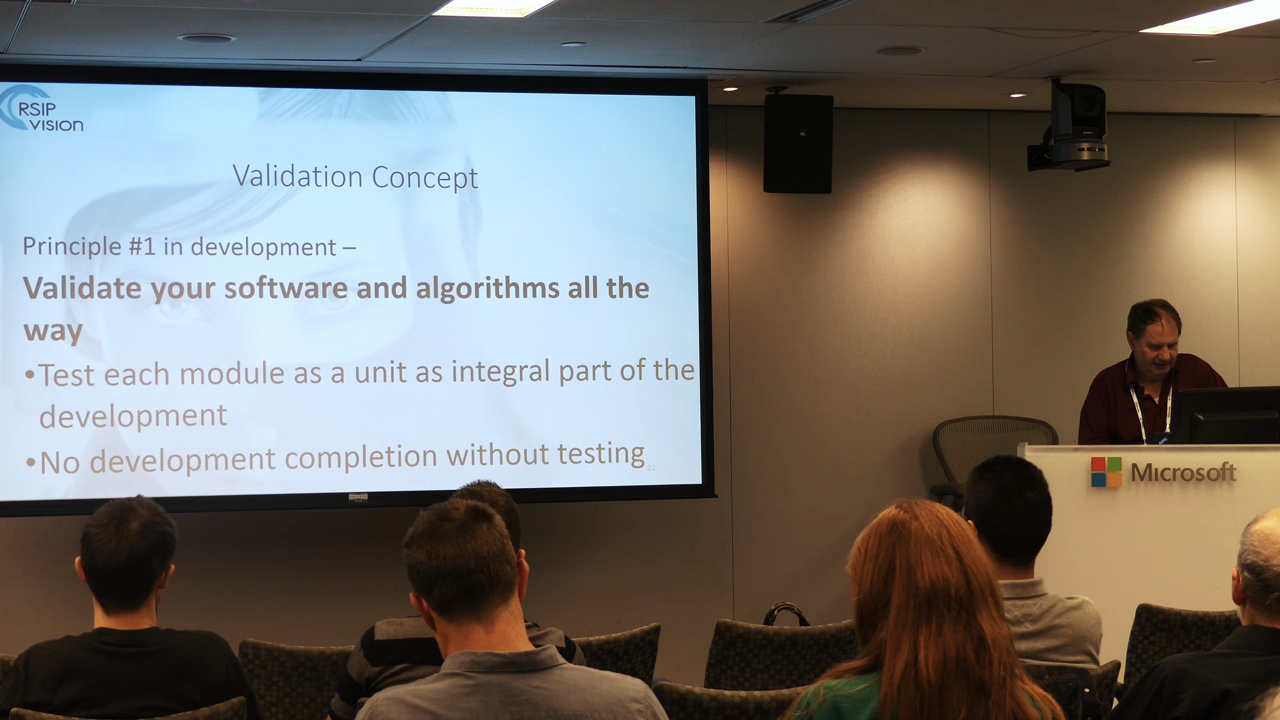 RSIP
VISION
Validation Concept
Principle #1 in development –
Validate your software and algorithms all the
way
•Test each module as a unit as integral part of the
development
•No development completion without testing
22
Microsoft